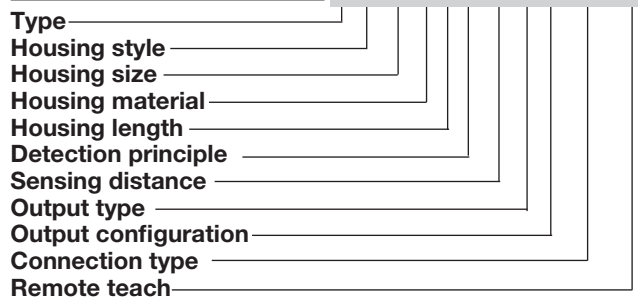 Type
Housing style
Housing size
Housing material
Housing length
Detection principle
Sensing distance
Output type
Output configuration
Connection type
Remote teach